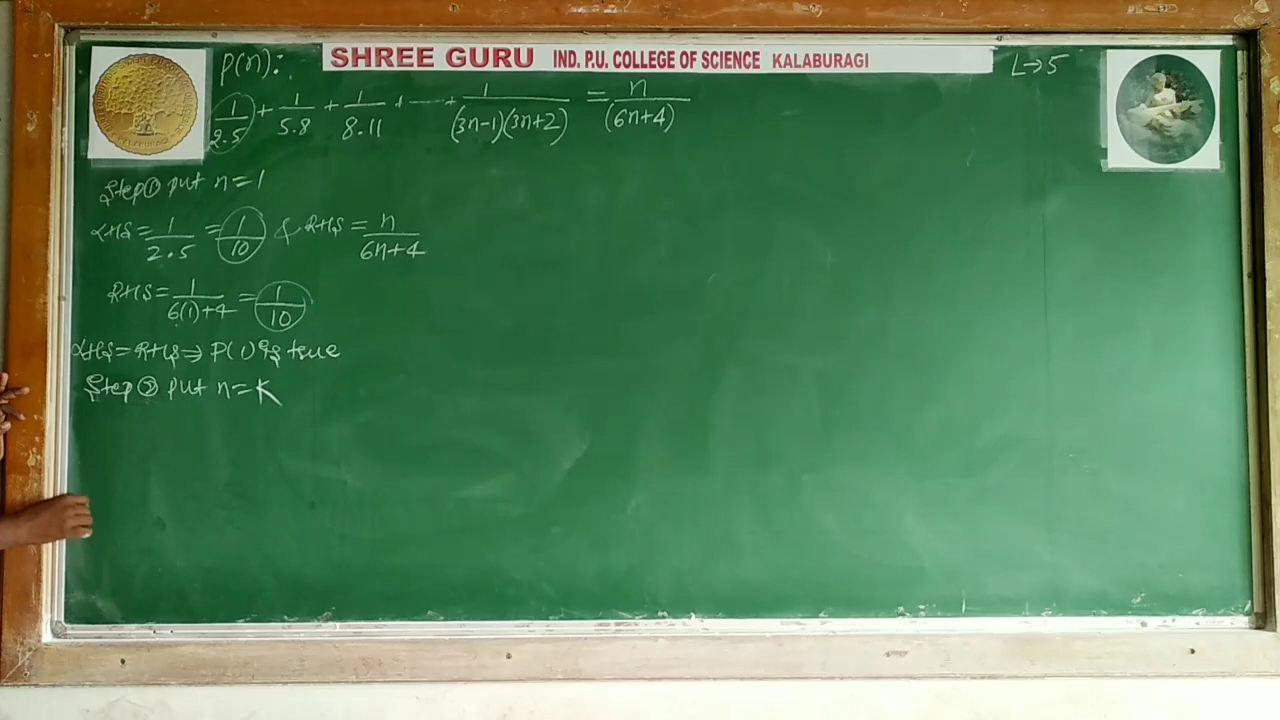 SHREE GURU IND. P.U. COLLEGE OF SCIENCE KALABURAGI
L→5
P(n):
1/2.5 + 1/5.8 + 1/8.11 + ---- + 1/(3n-1)(3n+2) = n/(6n+4)
Step① put n=1
LHS = 1/2.5 = 1/10 & RHS = n/6n+4
RHS = 1/6(1)+4 = 1/10
LHS = RHS ⇒ P(1) is true
Step② put n=K